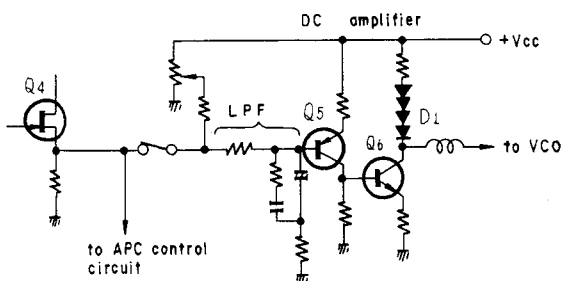 DC amplifier
+Vcc
Q4
LPF
Q5
D1
Q6
to VCO
to APC control
circuit